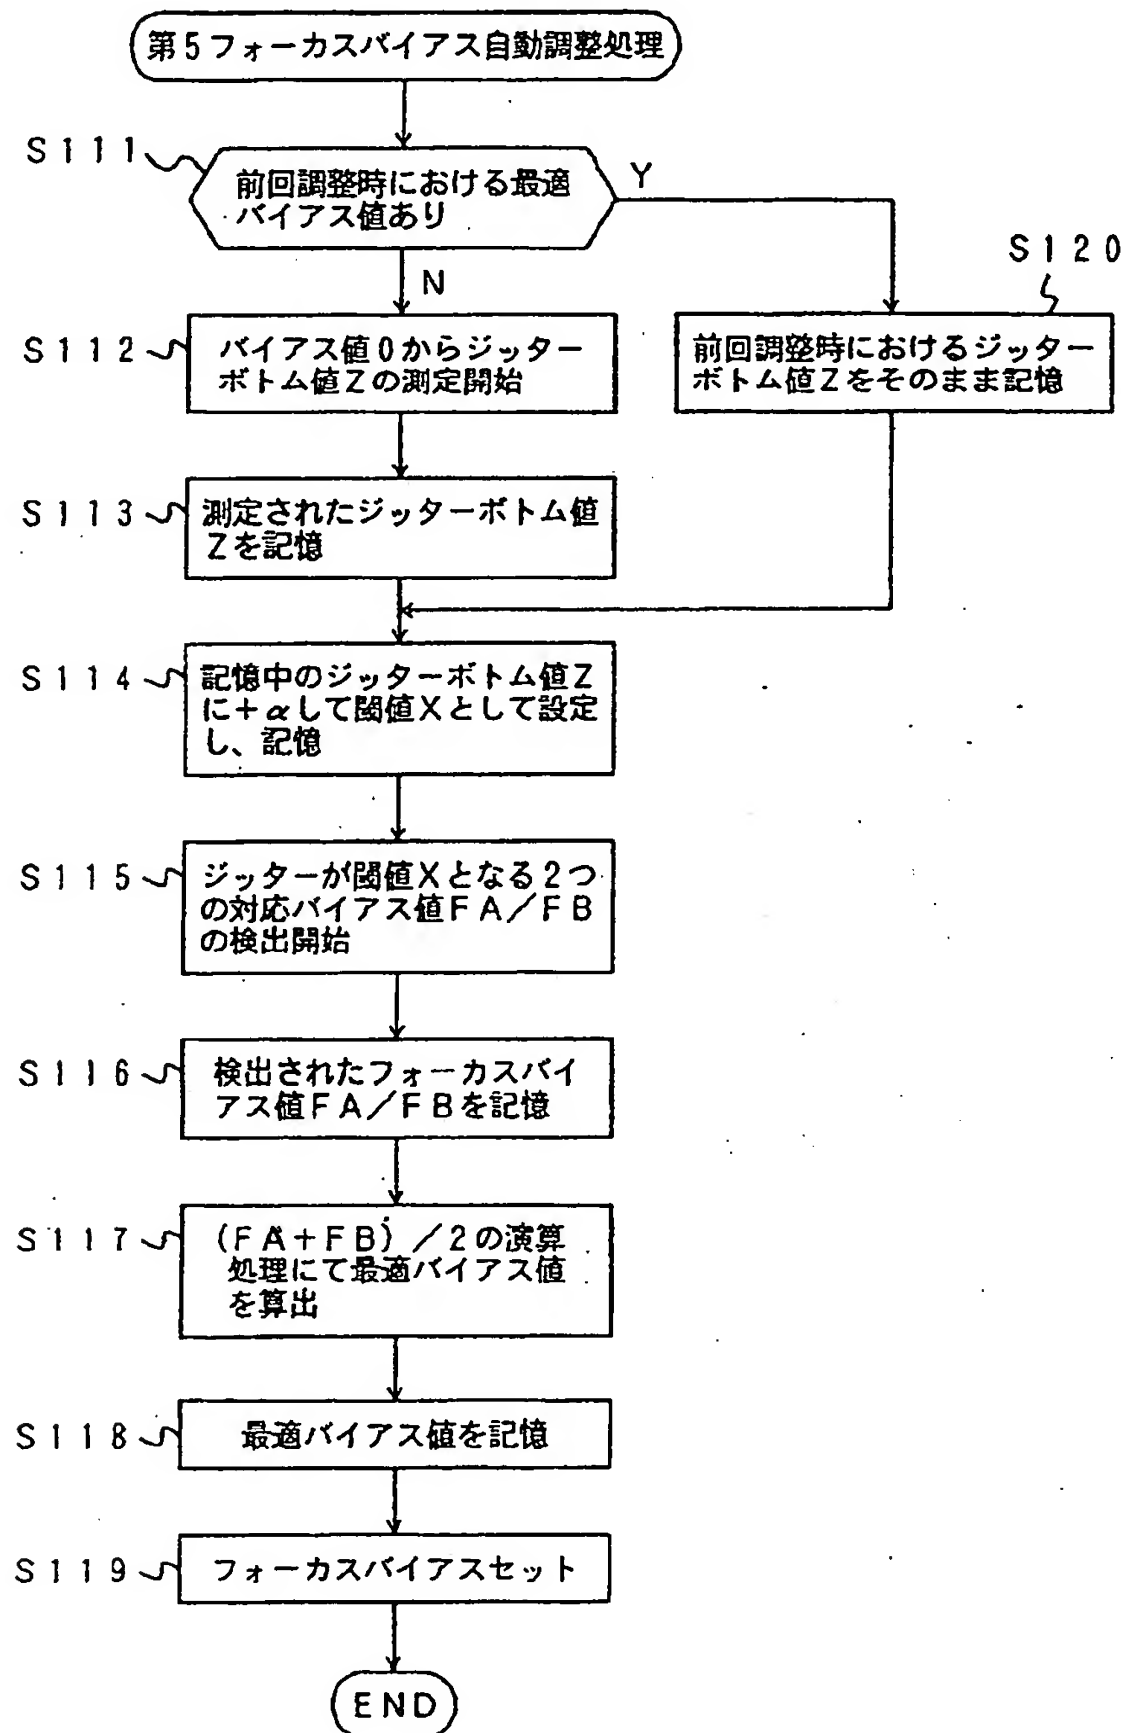 第5フォーカスバイアス自動調整処理
S111
前回調整時における最適
バイアス値あり
Y
N
S120
S112
バイアス値0からジッター
ボトム値Zの測定開始
前回調整時におけるジッター
ボトム値Zをそのまま記憶
S113
測定されたジッターボトム値
Zを記憶
S114
記憶中のジッターボトム値Z
に+αして閾値Xとして設定
し、記憶
S115
ジッターが閾値Xとなる2つ
の対応バイアス値FA/FB
の検出開始
S116
検出されたフォーカスバイ
アス値FA/FBを記憶
S117
(FA+FB)/2の演算
処理にて最適バイアス値
を算出
S118
最適バイアス値を記憶
S119
フォーカスバイアスセット
END